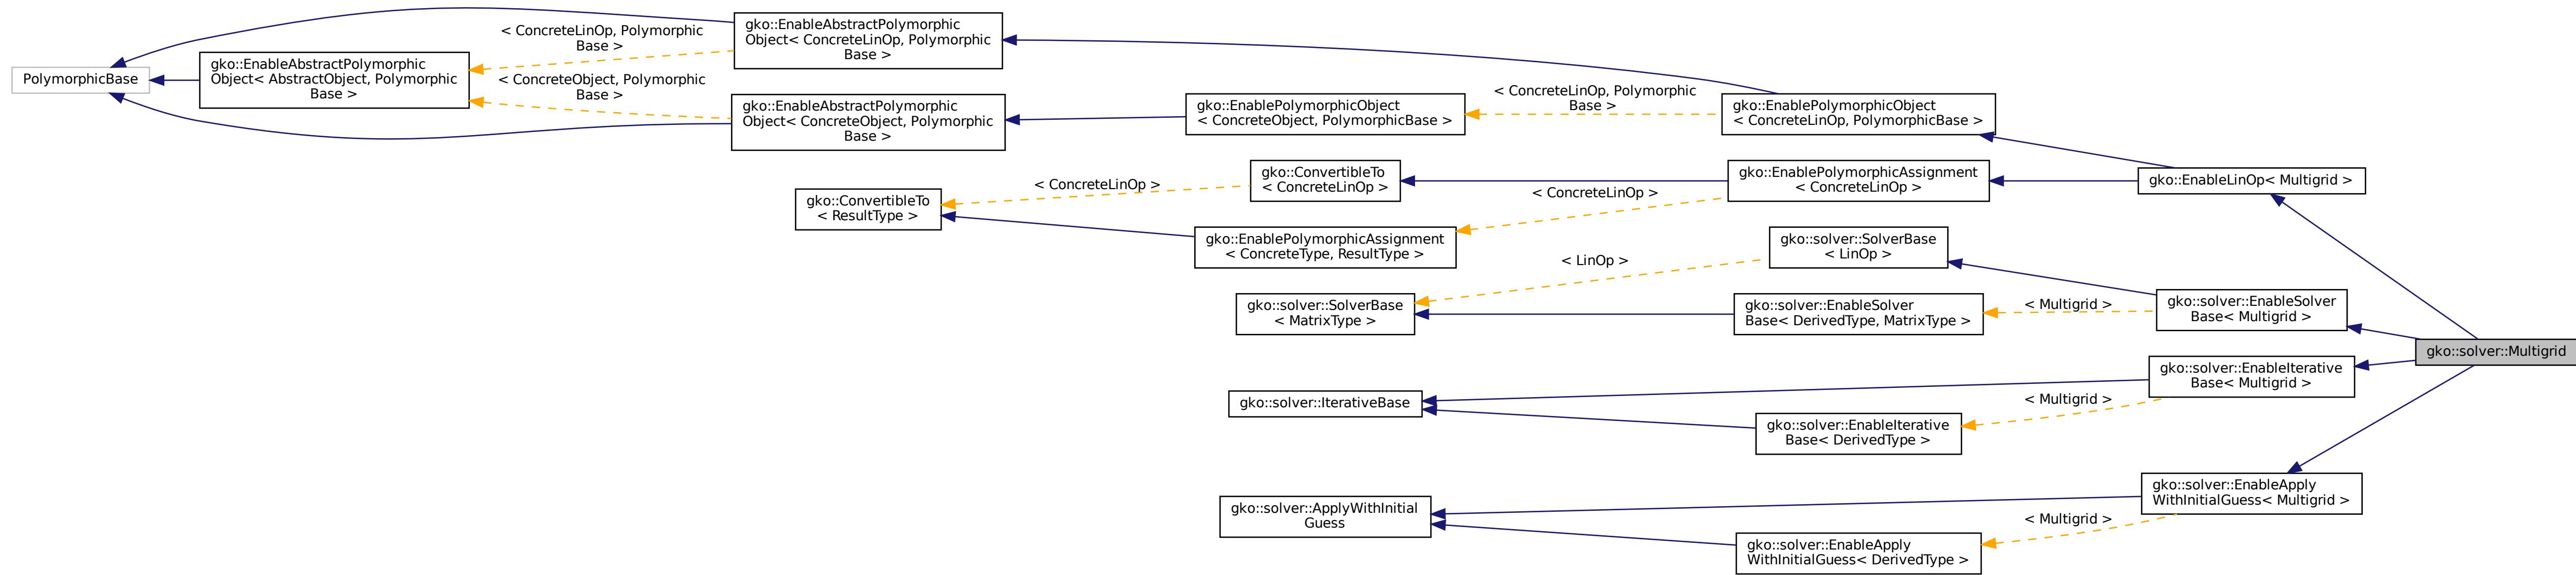 PolymorphicBase
gko::EnableAbstractPolymorphic
Object< AbstractObject, Polymorphic
Base >
< ConcreteLinOp, Polymorphic
Base >
< ConcreteObject, Polymorphic
Base >
gko::EnableAbstractPolymorphic
Object< ConcreteLinOp, Polymorphic
Base >
gko::EnableAbstractPolymorphic
Object< ConcreteObject, Polymorphic
Base >
gko::EnablePolymorphicObject
< ConcreteObject, PolymorphicBase >
< ConcreteLinOp, Polymorphic
Base >
gko::EnablePolymorphicObject
< ConcreteLinOp, PolymorphicBase >
gko::ConvertibleTo
< ResultType >
< ConcreteLinOp >
gko::ConvertibleTo
< ConcreteLinOp >
gko::EnablePolymorphicAssignment
< ConcreteType, ResultType >
< ConcreteLinOp >
gko::EnablePolymorphicAssignment
< ConcreteLinOp >
gko::EnableLinOp< Multigrid >
gko::solver::SolverBase
< MatrixType >
< LinOp >
gko::solver::SolverBase
< LinOp >
gko::solver::EnableSolver
Base< DerivedType, MatrixType >
< Multigrid >
gko::solver::EnableSolver
Base< Multigrid >
gko::solver::Multigrid
gko::solver::IterativeBase
gko::solver::EnableIterative
Base< Multigrid >
< Multigrid >
gko::solver::EnableIterative
Base< DerivedType >
gko::solver::ApplyWithInitial
Guess
gko::solver::EnableApply
WithInitialGuess< Multigrid >
< Multigrid >
gko::solver::EnableApply
WithInitialGuess< DerivedType >